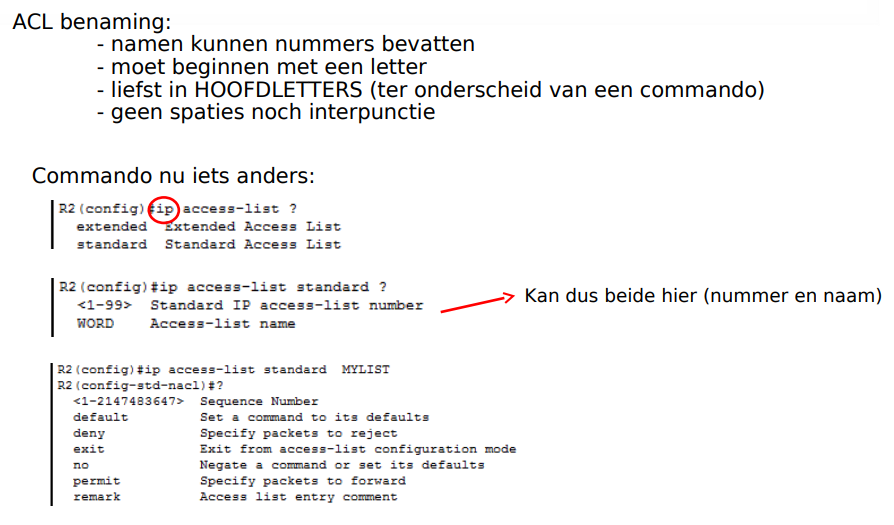 ACL benaming:
- namen kunnen nummers bevatten
- moet beginnen met een letter
- liefst in HOOFDLETTERS (ter onderscheid van een commando)
- geen spaties noch interpunctie
Commando nu iets anders:
R2(config)#ip access-list ?
extended Extended Access List
standard Standard Access List
R2(config)#ip access-list standard ?
<1-99> Standard IP access-list number
WORD Access-list name
Kan dus beide hier (nummer en naam)
R2(config)#ip access-list standard MYLIST
R2(config-std-nacl)#?
<1-2147483647> Sequence Number
default Set a command to its defaults
deny Specify packets to reject
exit Exit from access-list configuration mode
no Negate a command or set its defaults
permit Specify packets to forward
remark Access list entry comment